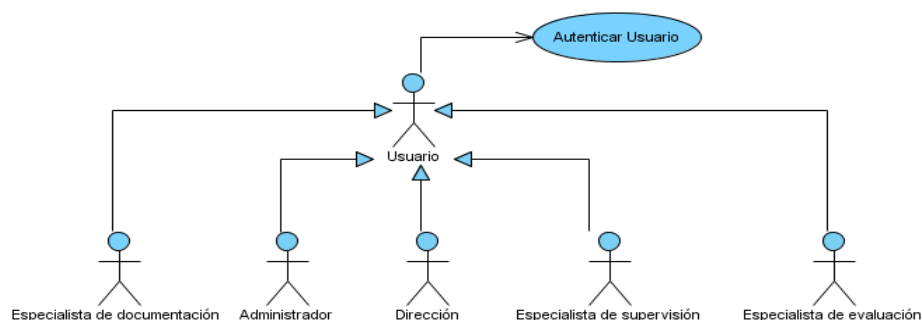 Autenticar Usuario
Usuario
Especialista de documentación
Administrador
Dirección
Especialista de supervisión
Especialista de evaluación